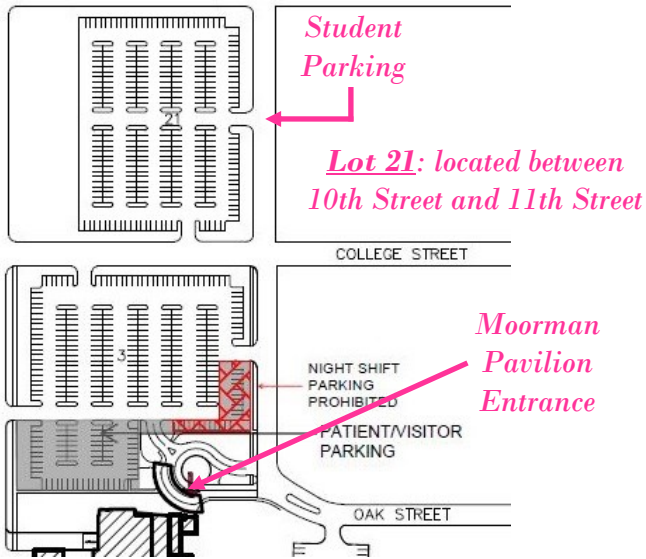 Student
Parking
21
Lot 21: located between
10th Street and 11th Street
COLLEGE STREET
Moorman
Pavilion
Entrance
3
NIGHT SHIFT
PARKING
PROHIBITED
PATIENT/VISITOR
PARKING
OAK STREET